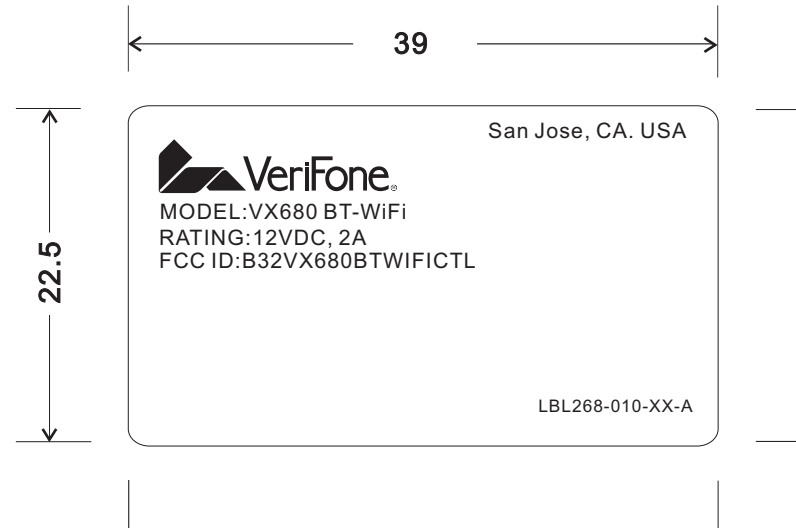 39
San Jose, CA. USA
VeriFone®
MODEL:VX680 BT-WiFi
RATING:12VDC, 2A
FCC ID:B32VX680BTWIFICTL
22.5
LBL268-010-XX-A